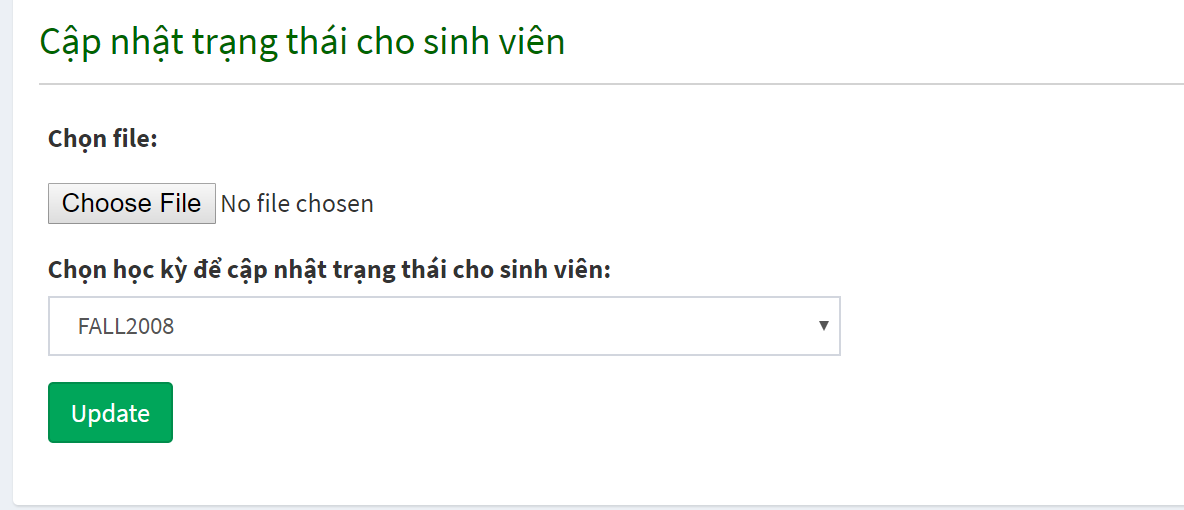 Cập nhật trạng thái cho sinh viên
Chọn file:
Choose File No file chosen
Chọn học kỳ để cập nhật trạng thái cho sinh viên:
FALL2008
Update